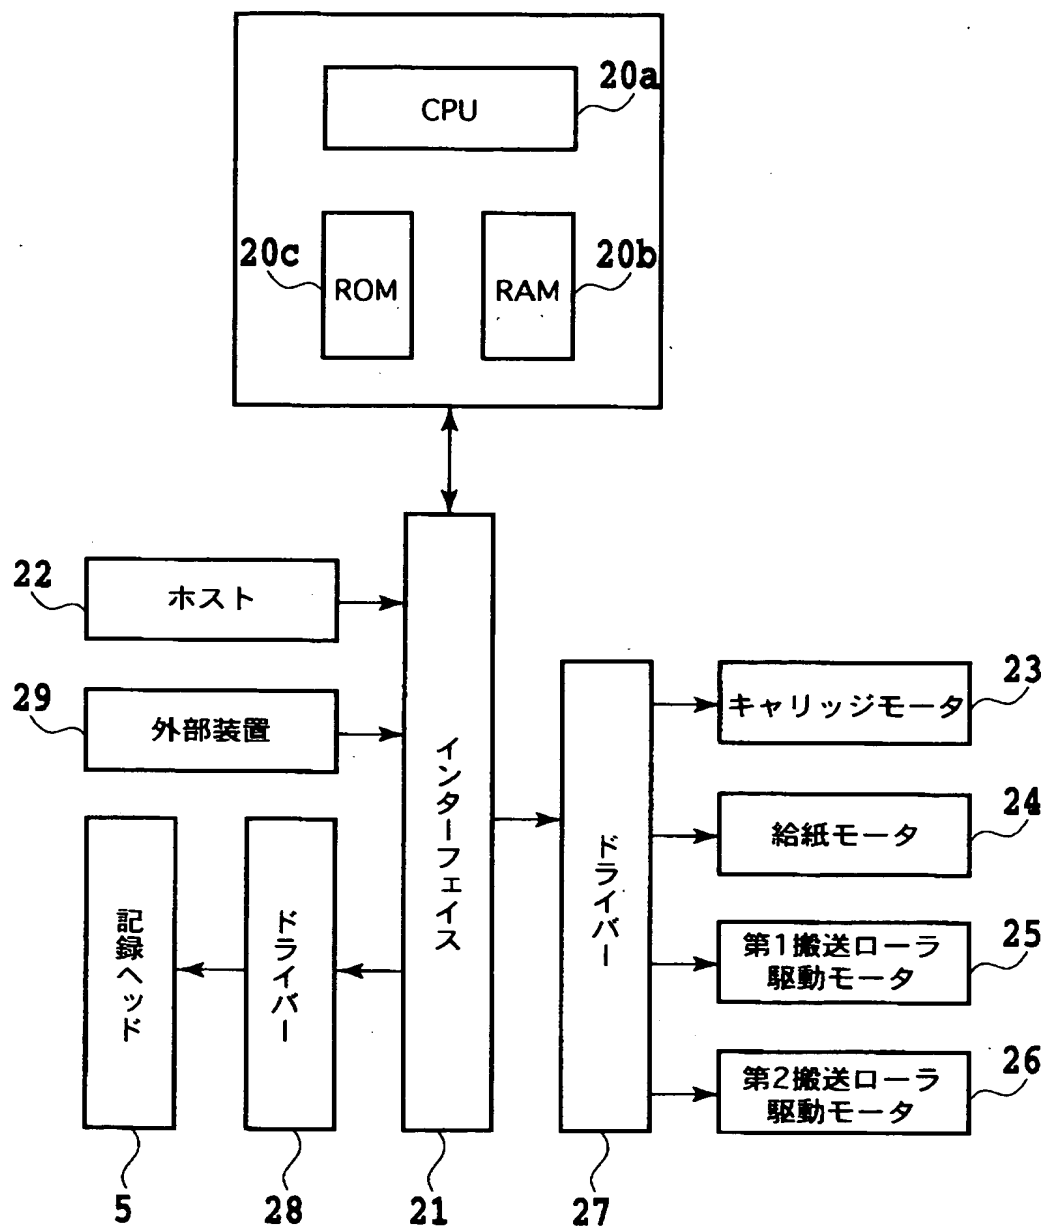 20a
CPU
20c
ROM
20b
RAM
22
ホスト
29
外部装置
インターフェイス
ドライバー
23
キャリッジモータ
24
給紙モータ
25
第1搬送ローラ
駆動モータ
26
第2搬送ローラ
駆動モータ
記録ヘッド
ドライバー
5
28
21
27